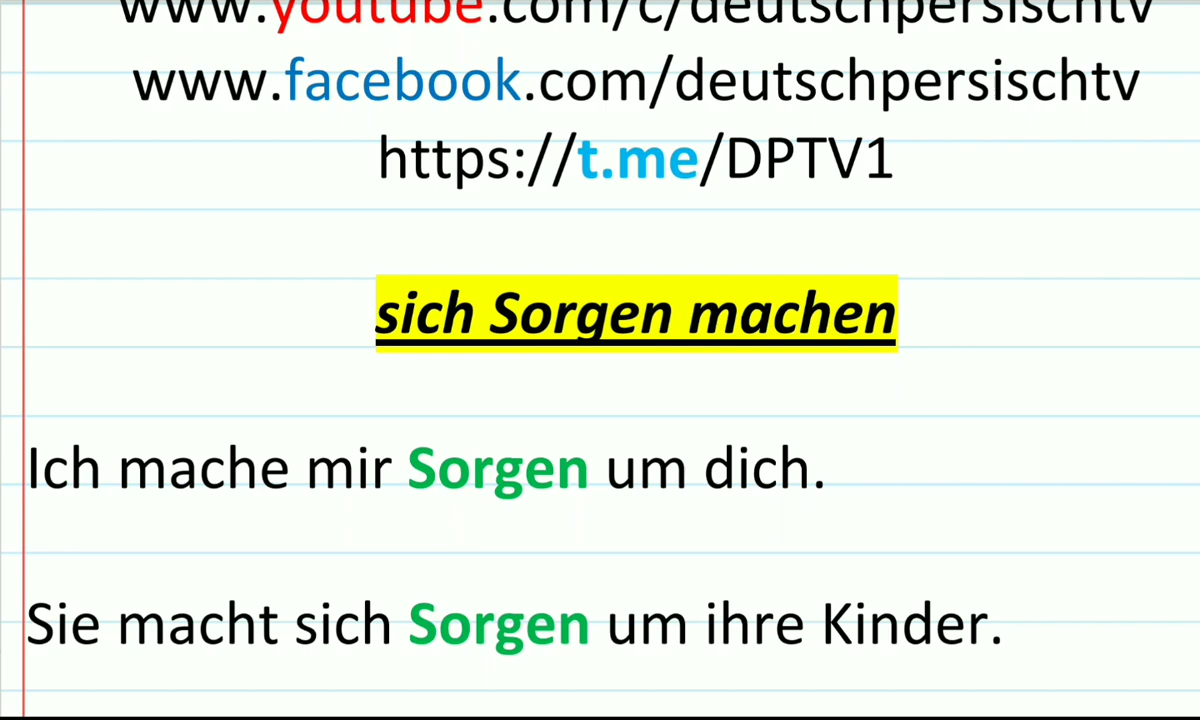 www.youtube.com/c/deutschpersischtv
www.facebook.com/deutschpersischtv
https://t.me/DPTV1
sich Sorgen machen
Ich mache mir Sorgen um dich.
Sie macht sich Sorgen um ihre Kinder.